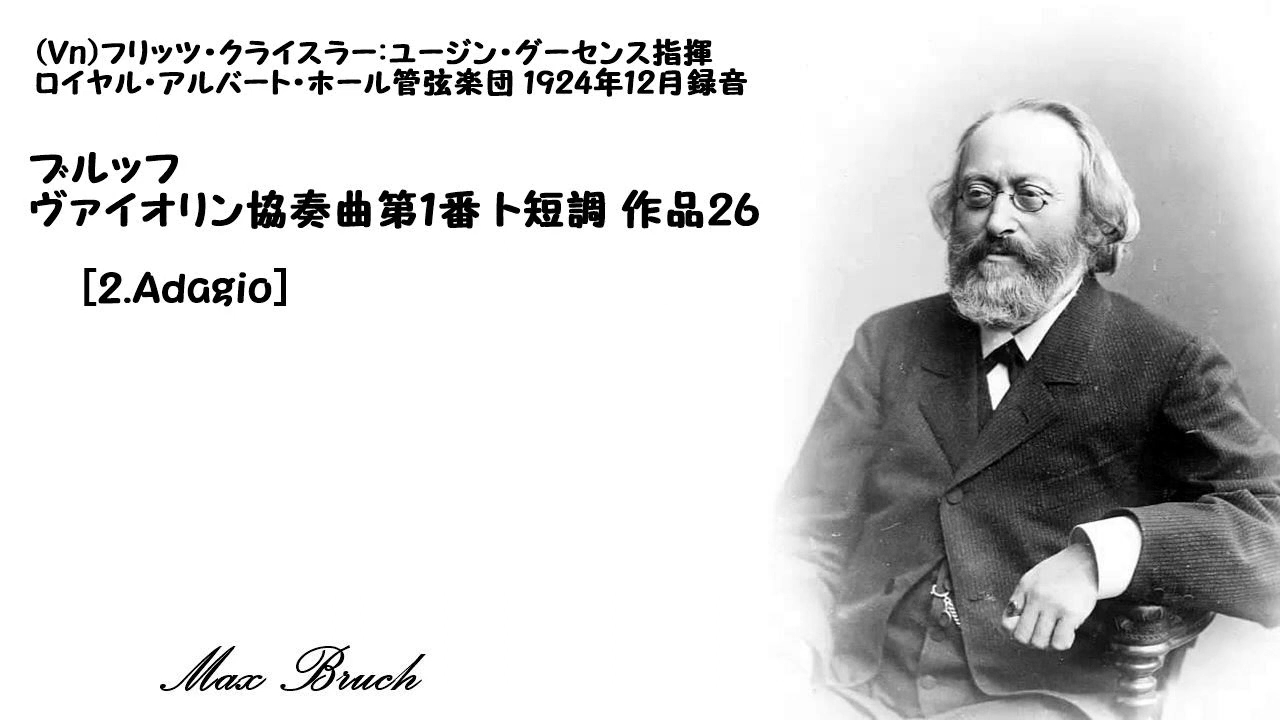 (Vn)フリッツ・クライスラー:ユージン・グーセンス指揮
ロイヤル・アルバート・ホール管弦楽団 1924年12月録音
ブルッフ
ヴァイオリン協奏曲第1番 ト短調 作品26
[2.Adagio]
Max Bruch